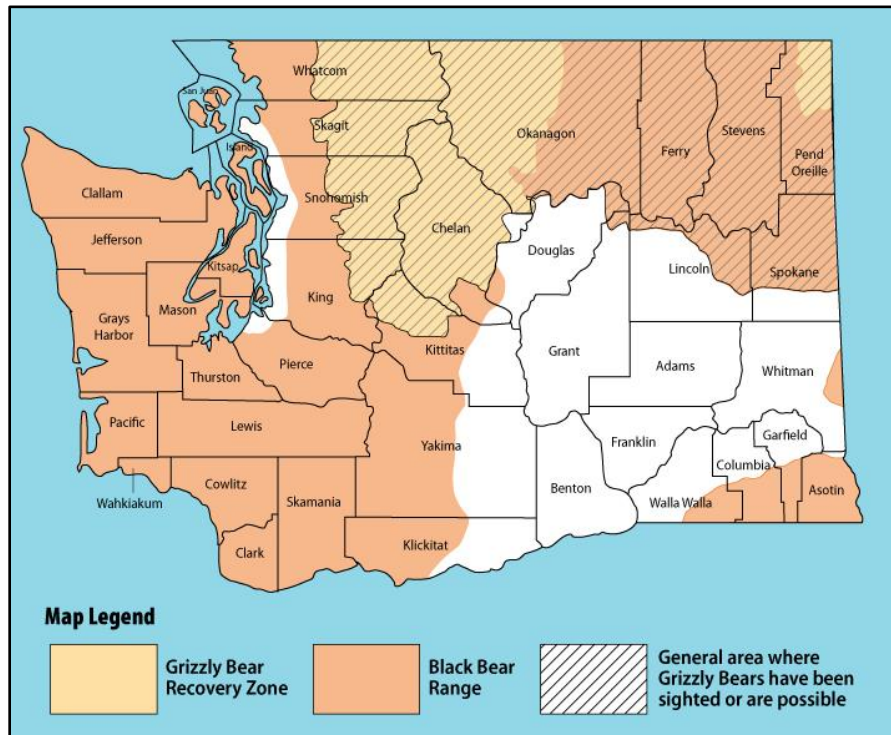 Whatcom
San Juan
Skagit
Island
Okanagon
Ferry
Stevens
Pend
Oreille
Clallam
Snohomish
Chelan
Jefferson
Douglas
Kitsap
Lincoln
Spokane
Mason
King
Grays
Harbor
Kittitas
Grant
Thurston
Pierce
Adams
Whitman
Pacific
Lewis
Yakima
Franklin
Garfield
Columbia
Wahkiakum
Cowlitz
Skamania
Benton
Walla Walla
Asotin
Clark
Klickitat
Map Legend
Grizzly Bear
Recovery Zone
Black Bear
Range
General area where
Grizzly Bears have been
sighted or are possible